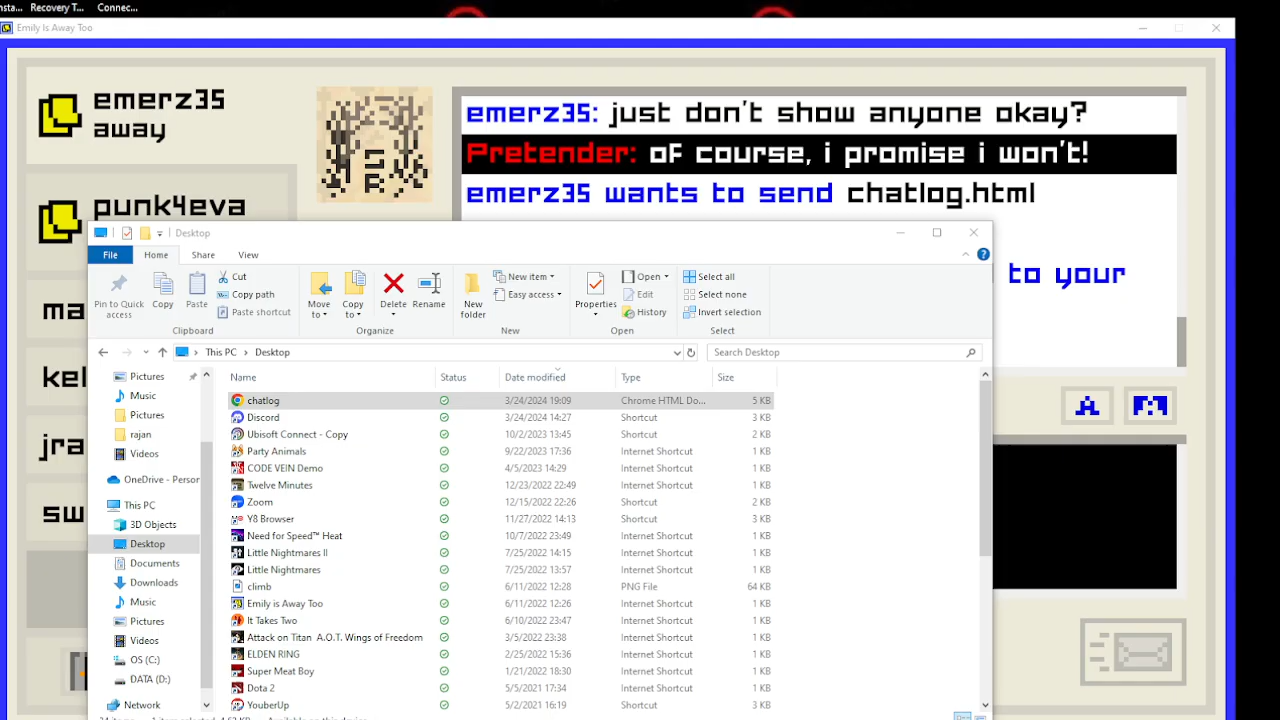 nsta...
Recovery T...
Connec...
Emily Is Away Too
emerz35
away
punk4eva
ma
kel
jra
sw
SR
emerz35: just don't show anyone okay?
Pretender: of course, i promise i won't!
emerz35 wants to send chatlog.html
to your
A
Desktop
File
Home
Share
View
Pin to Quick
access
Copy
Paste
Cut
Copy path
Paste shortcut
Move
to
Copy
to
Delete
Rename
New
folder
New item
Easy access
Properties
Open
Edit
History
Select all
Select none
Invert selection
Clipboard
Organize
New
Open
Select
This PC
Desktop
Search Desktop
Pictures
Music
Pictures
rajan
Videos
OneDrive - Person
This PC
3D Objects
Desktop
Documents
Downloads
Music
Pictures
Videos
OS (C:)
DATA (D:)
Network
Name Status Date modified Type Size
chatlog 3/24/2024 19:09 Chrome HTML Do... 5 KB
Discord 3/24/2024 14:27 Shortcut 3 KB
Ubisoft Connect - Copy 10/2/2023 13:45 Shortcut 2 KB
Party Animals 9/22/2023 17:36 Internet Shortcut 1 KB
CODE VEIN Demo 4/5/2023 14:29 Internet Shortcut 1 KB
Twelve Minutes 12/23/2022 22:49 Internet Shortcut 1 KB
Zoom 12/15/2022 22:26 Shortcut 2 KB
Y8 Browser 11/27/2022 14:13 Shortcut 3 KB
Need for Speed™ Heat 10/7/2022 23:49 Internet Shortcut 1 KB
Little Nightmares II 7/25/2022 14:15 Internet Shortcut 1 KB
Little Nightmares 7/25/2022 13:57 Internet Shortcut 1 KB
climb 6/11/2022 12:28 PNG File 64 KB
Emily is Away Too 6/11/2022 12:26 Internet Shortcut 1 KB
It Takes Two 6/10/2022 23:47 Internet Shortcut 1 KB
Attack on Titan A.O.T. Wings of Freedom 3/5/2022 23:38 Internet Shortcut 1 KB
ELDEN RING 2/25/2022 15:36 Internet Shortcut 1 KB
Super Meat Boy 1/21/2022 18:30 Internet Shortcut 1 KB
Dota 2 5/5/2021 17:34 Internet Shortcut 1 KB
YouberUp 5/2/2021 16:19 Shortcut 3 KB